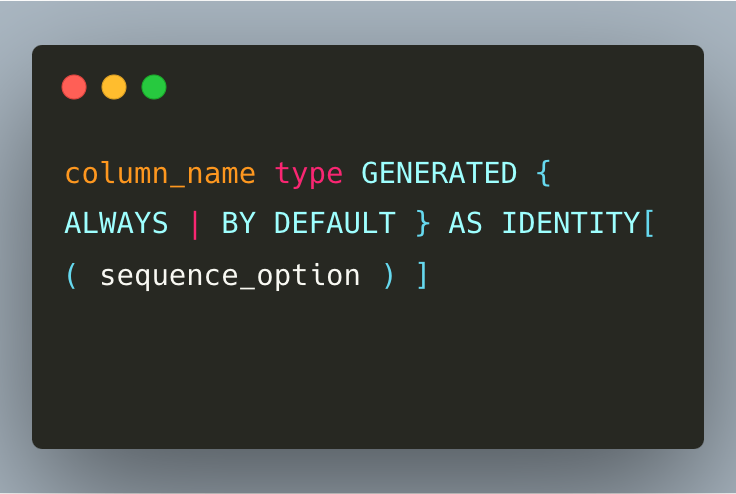 column_name type GENERATED {
ALWAYS | BY DEFAULT } AS IDENTITY[
( sequence_option ) ]